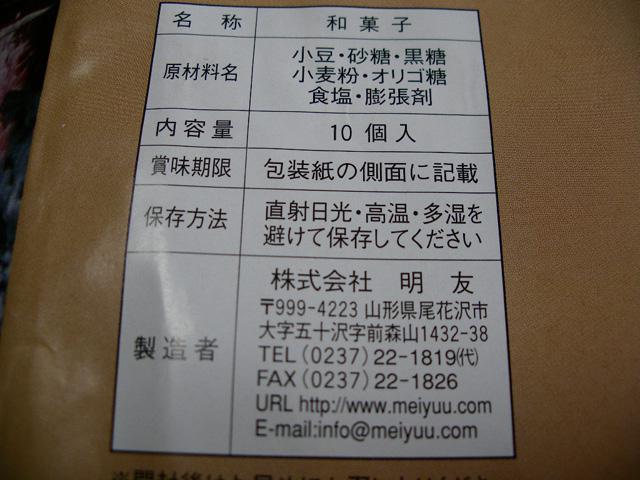 名称 和菓子
原材料名 小豆・砂糖・黒糖
小麦粉・オリゴ糖
食塩・膨張剤
内容量 10個入
賞味期限 包装紙の側面に記載
保存方法 直射日光・高温・多湿を
避けて保存してください
製造者 株式会社 明友
〒999-4223 山形県尾花沢市
大字五十沢字前森山1432-38
TEL(0237)22-1819㈹
FAX(0237)22-1826
URL http://www.meiyuu.com
E-mail:info@meiyuu.com